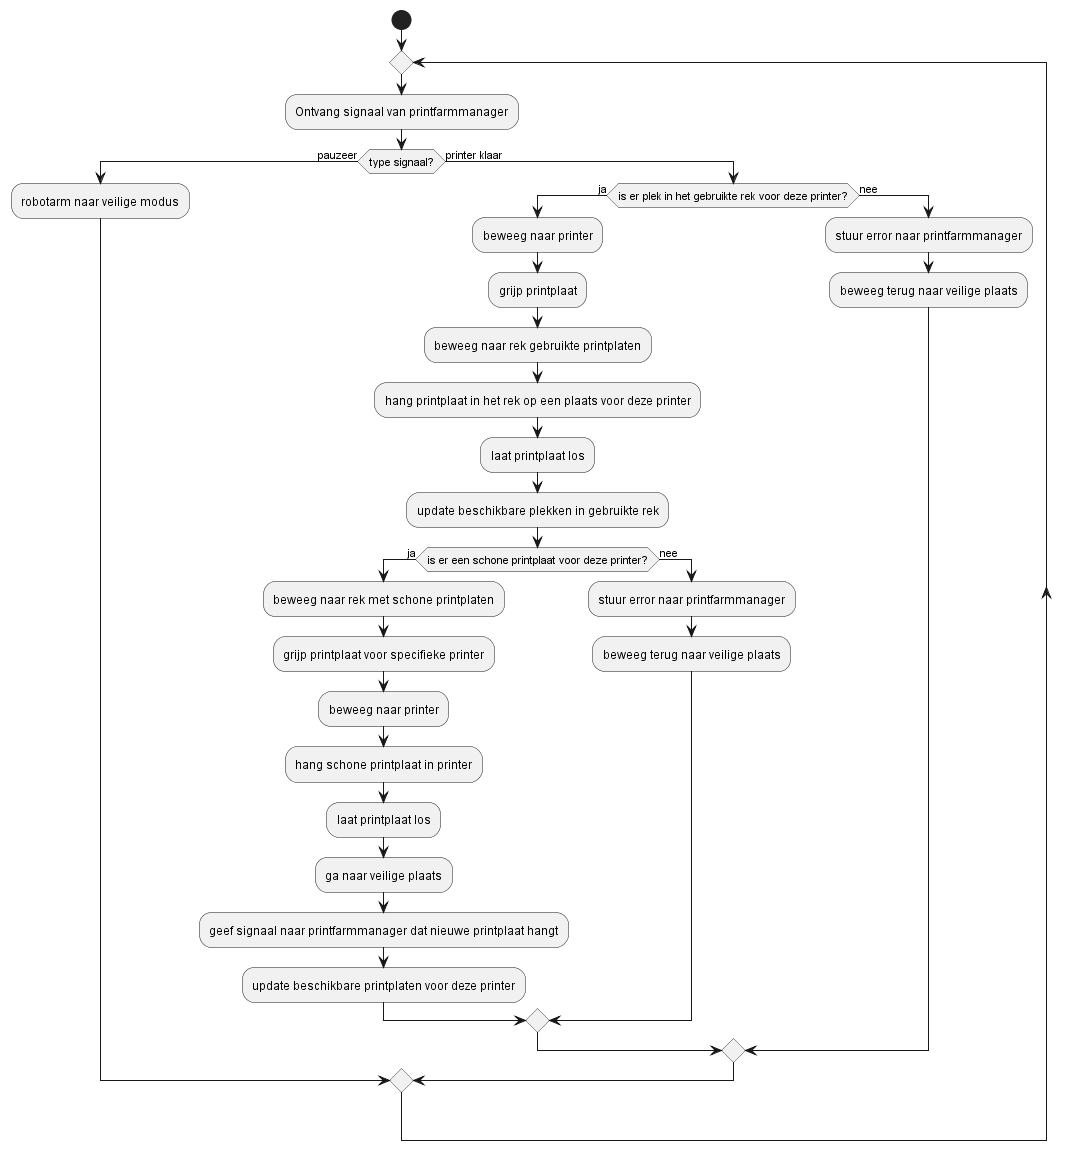 Ontvang signaal van printfarmmanager
pauzeer
type signaal?
printer klaar
robotarm naar veilige modus
ja
is er plek in het gebruikte rek voor deze printer?
nee
beweeg naar printer
grijp printplaat
beweeg naar rek gebruikte printplaten
hang printplaat in het rek op een plaats voor deze printer
laat printplaat los
update beschikbare plekken in gebruikte rek
ja
is er een schone printplaat voor deze printer?
nee
beweeg naar rek met schone printplaten
grijp printplaat voor specifieke printer
beweeg naar printer
hang schone printplaat in printer
laat printplaat los
ga naar veilige plaats
geef signaal naar printfarmmanager dat nieuwe printplaat hangt
update beschikbare printplaten voor deze printer
stuur error naar printfarmmanager
beweeg terug naar veilige plaats
stuur error naar printfarmmanager
beweeg terug naar veilige plaats